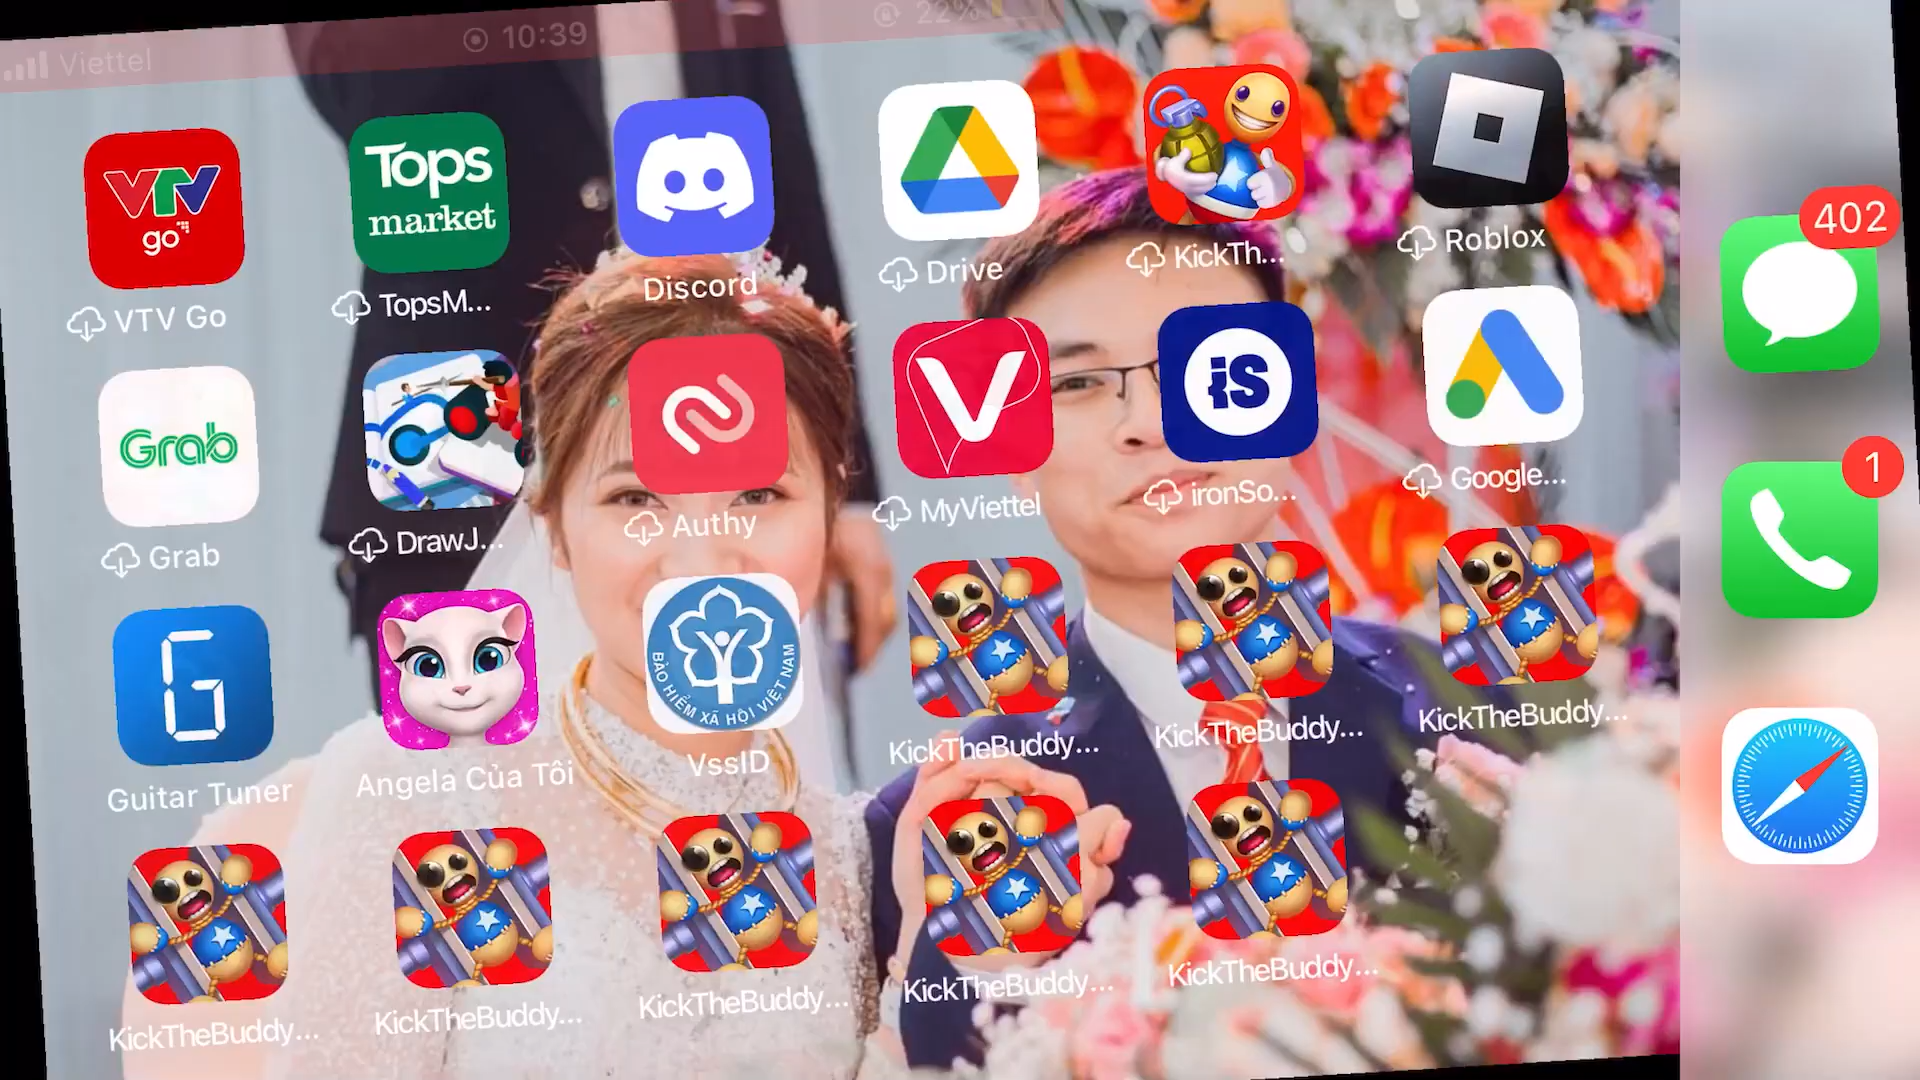 Viettel
10:39
22%
VTV
go
Tops
market
VTV Go
TopsM...
Discord
Drive
KickTh...
Roblox
402
Grab
iS
Grab
DrawJ...
Authy
MyViettel
ironSo...
Google...
1
G
BẢO HIỂM XÃ HỘI VIỆT NAM
Guitar Tuner
Angela Của Tôi
VssID
KickTheBuddy...
KickTheBuddy...
KickTheBuddy...
KickTheBuddy...
KickTheBuddy...
KickTheBuddy...
KickTheBuddy...
KickTheBuddy...